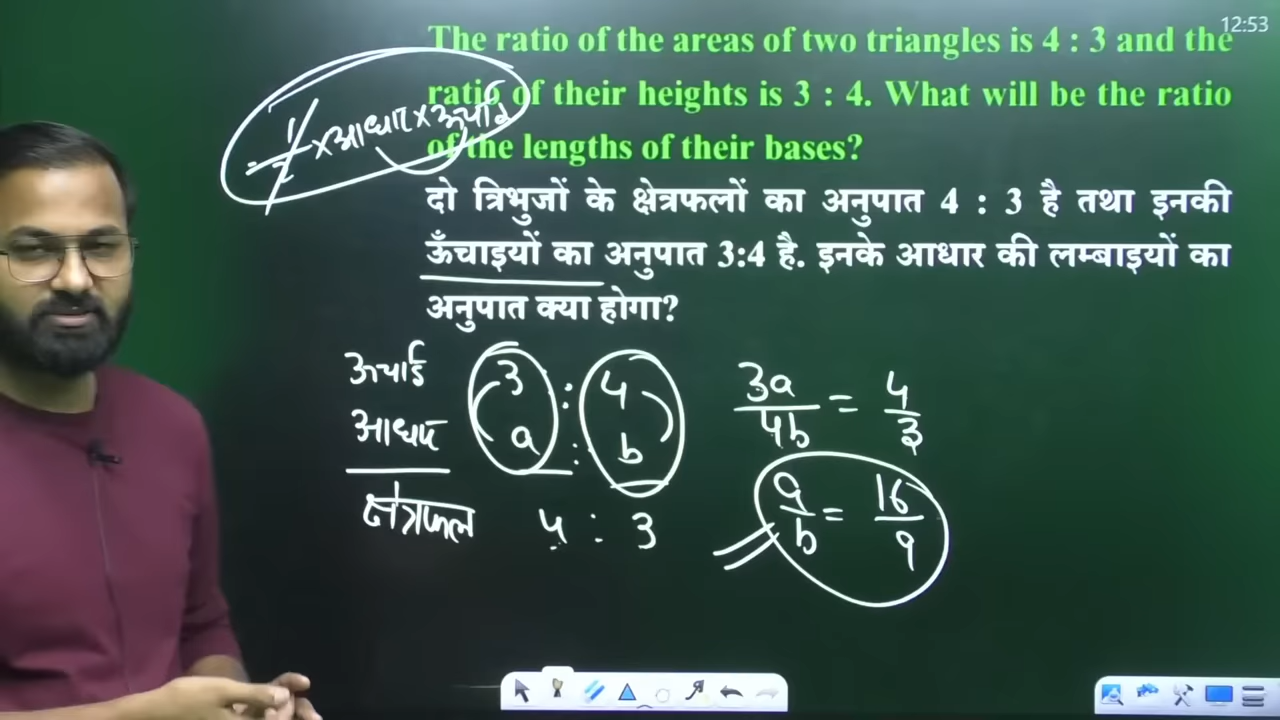 12:53
The ratio of the areas of two triangles is 4 : 3 and the
ratio of their heights is 3 : 4. What will be the ratio
of the lengths of their bases?
= 1/2 × आधार × ऊंचाई
दो त्रिभुजों के क्षेत्रफलों का अनुपात 4 : 3 है तथा इनकी
ऊँचाइयों का अनुपात 3:4 है. इनके आधार की लम्बाइयों का
अनुपात क्या होगा?
ऊचाई 3 : 4
आधार a : b
क्षेत्रफल 4 : 3
3a/4b = 4/3
a/b = 16/9